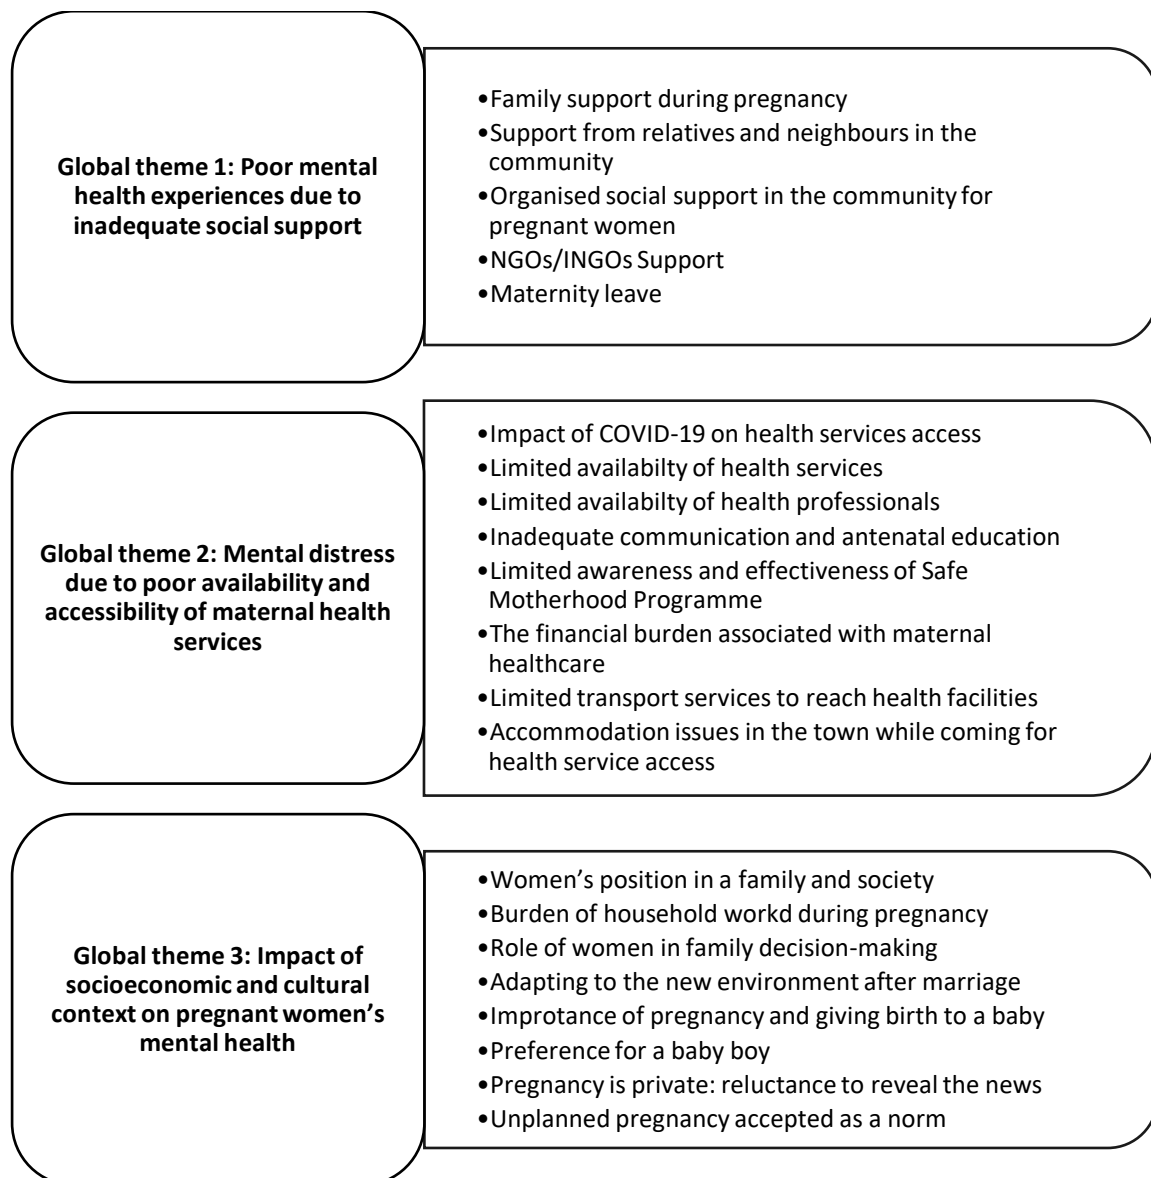 Global theme 1: Poor mental
health experiences due to
inadequate social support
•Family support during pregnancy
•Support from relatives and neighbours in the
community
•Organised social support in the community for
pregnant women
•NGOs/INGOs Support
•Maternity leave
Global theme 2: Mental distress
due to poor availability and
accessibility of maternal health
services
•Impact of COVID-19 on health services access
•Limited availabilty of health services
•Limited availabilty of health professionals
•Inadequate communication and antenatal education
•Limited awareness and effectiveness of Safe
Motherhood Programme
•The financial burden associated with maternal
healthcare
•Limited transport services to reach health facilities
•Accommodation issues in the town while coming for
health service access
Global theme 3: Impact of
socioeconomic and cultural
context on pregnant women’s
mental health
•Women’s position in a family and society
•Burden of household workd during pregnancy
•Role of women in family decision-making
•Adapting to the new environment after marriage
•Improtance of pregnancy and giving birth to a baby
•Preference for a baby boy
•Pregnancy is private: reluctance to reveal the news
•Unplanned pregnancy accepted as a norm